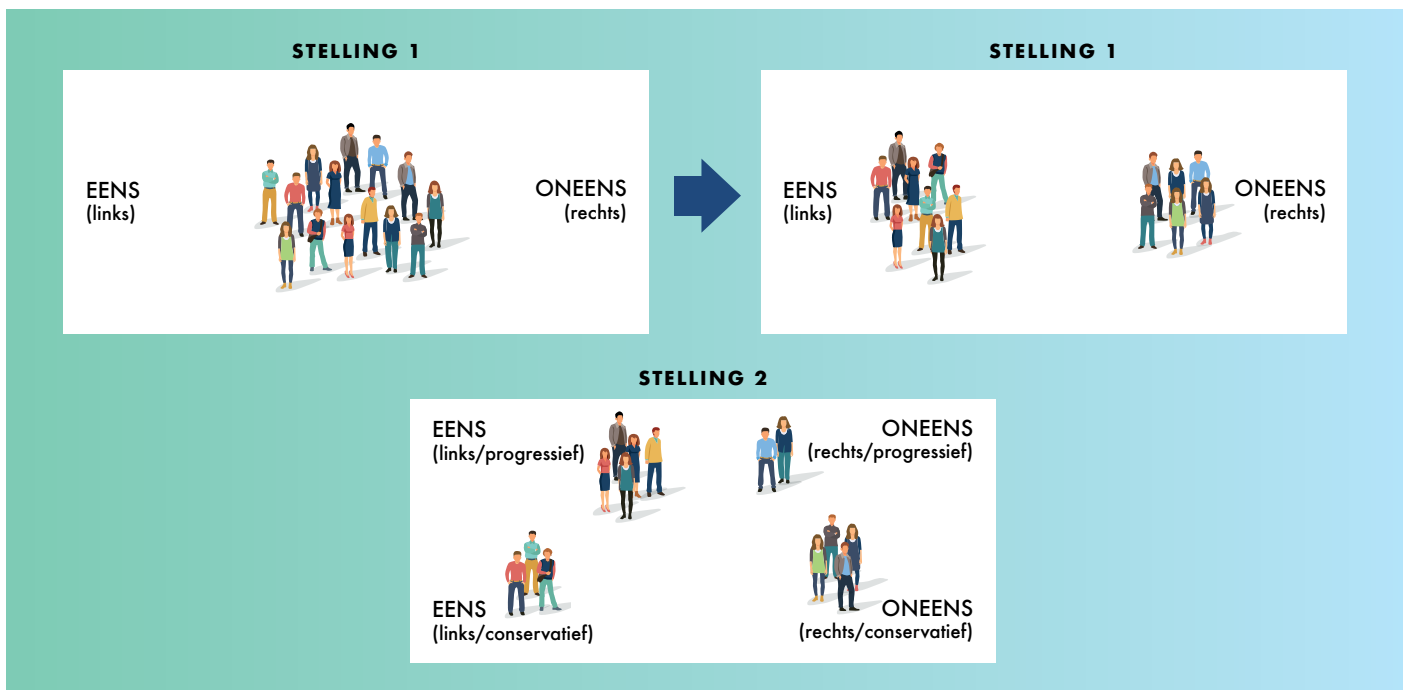 STELLING 1
EENS
(links)
ONEENS
(rechts)
STELLING 1
EENS
(links)
ONEENS
(rechts)
STELLING 2
EENS
(links/progressief)
ONEENS
(rechts/progressief)
EENS
(links/conservatief)
ONEENS
(rechts/conservatief)